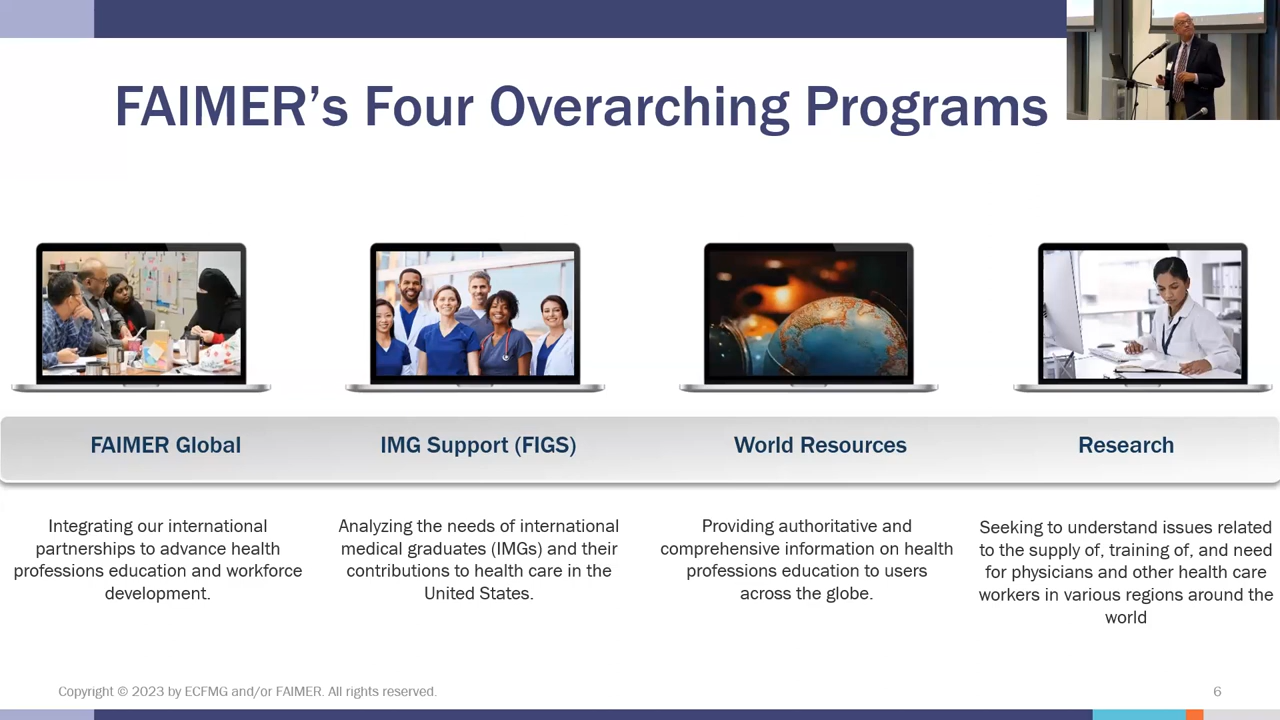 FAIMER's Four Overarching Programs
FAIMER Global
IMG Support (FIGS)
World Resources
Research
Integrating our international
partnerships to advance health
professions education and workforce
development.
Analyzing the needs of international
medical graduates (IMGs) and their
contributions to health care in the
United States.
Providing authoritative and
comprehensive information on health
professions education to users
across the globe.
Seeking to understand issues related
to the supply of, training of, and need
for physicians and other health care
workers in various regions around the
world
Copyright © 2023 by ECFMG and/or FAIMER. All rights reserved.
6